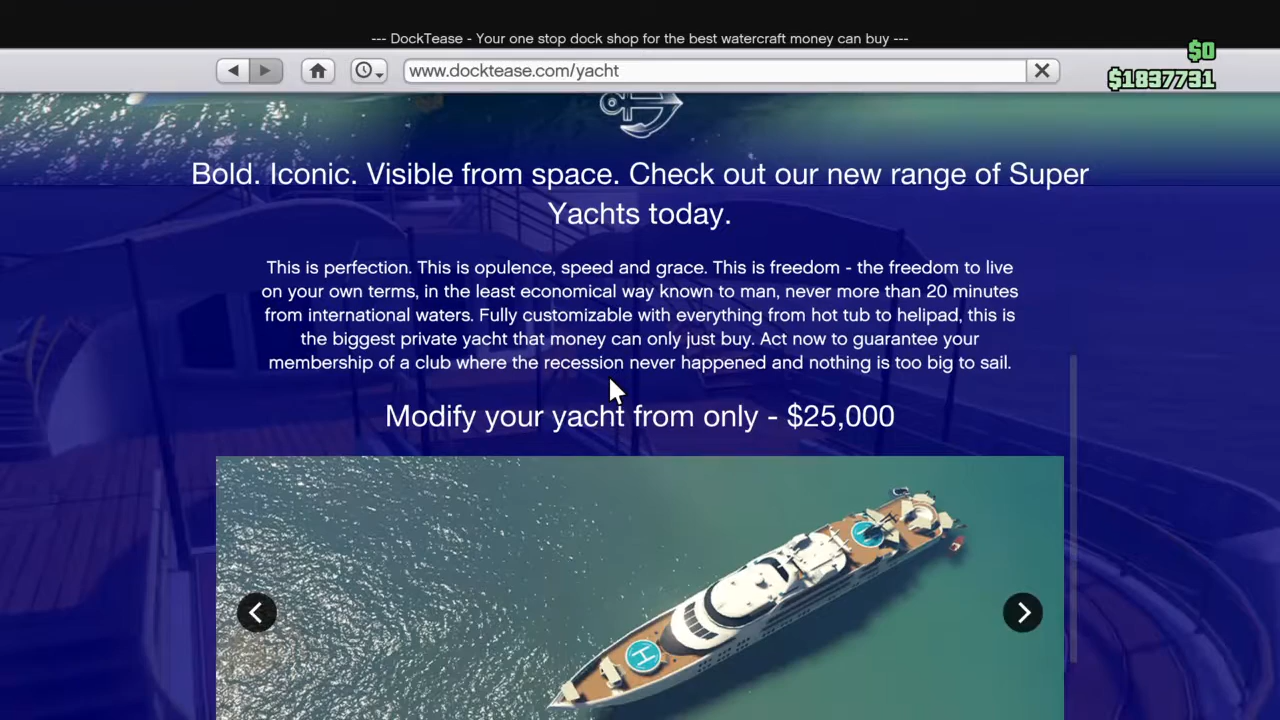 --- DockTease - Your one stop dock shop for the best watercraft money can buy ---
$0
www.docktease.com/yacht
$1837731
Bold. Iconic. Visible from space. Check out our new range of Super
Yachts today.
This is perfection. This is opulence, speed and grace. This is freedom - the freedom to live
on your own terms, in the least economical way known to man, never more than 20 minutes
from international waters. Fully customizable with everything from hot tub to helipad, this is
the biggest private yacht that money can only just buy. Act now to guarantee your
membership of a club where the recession never happened and nothing is too big to sail.
Modify your yacht from only - $25,000
H
H